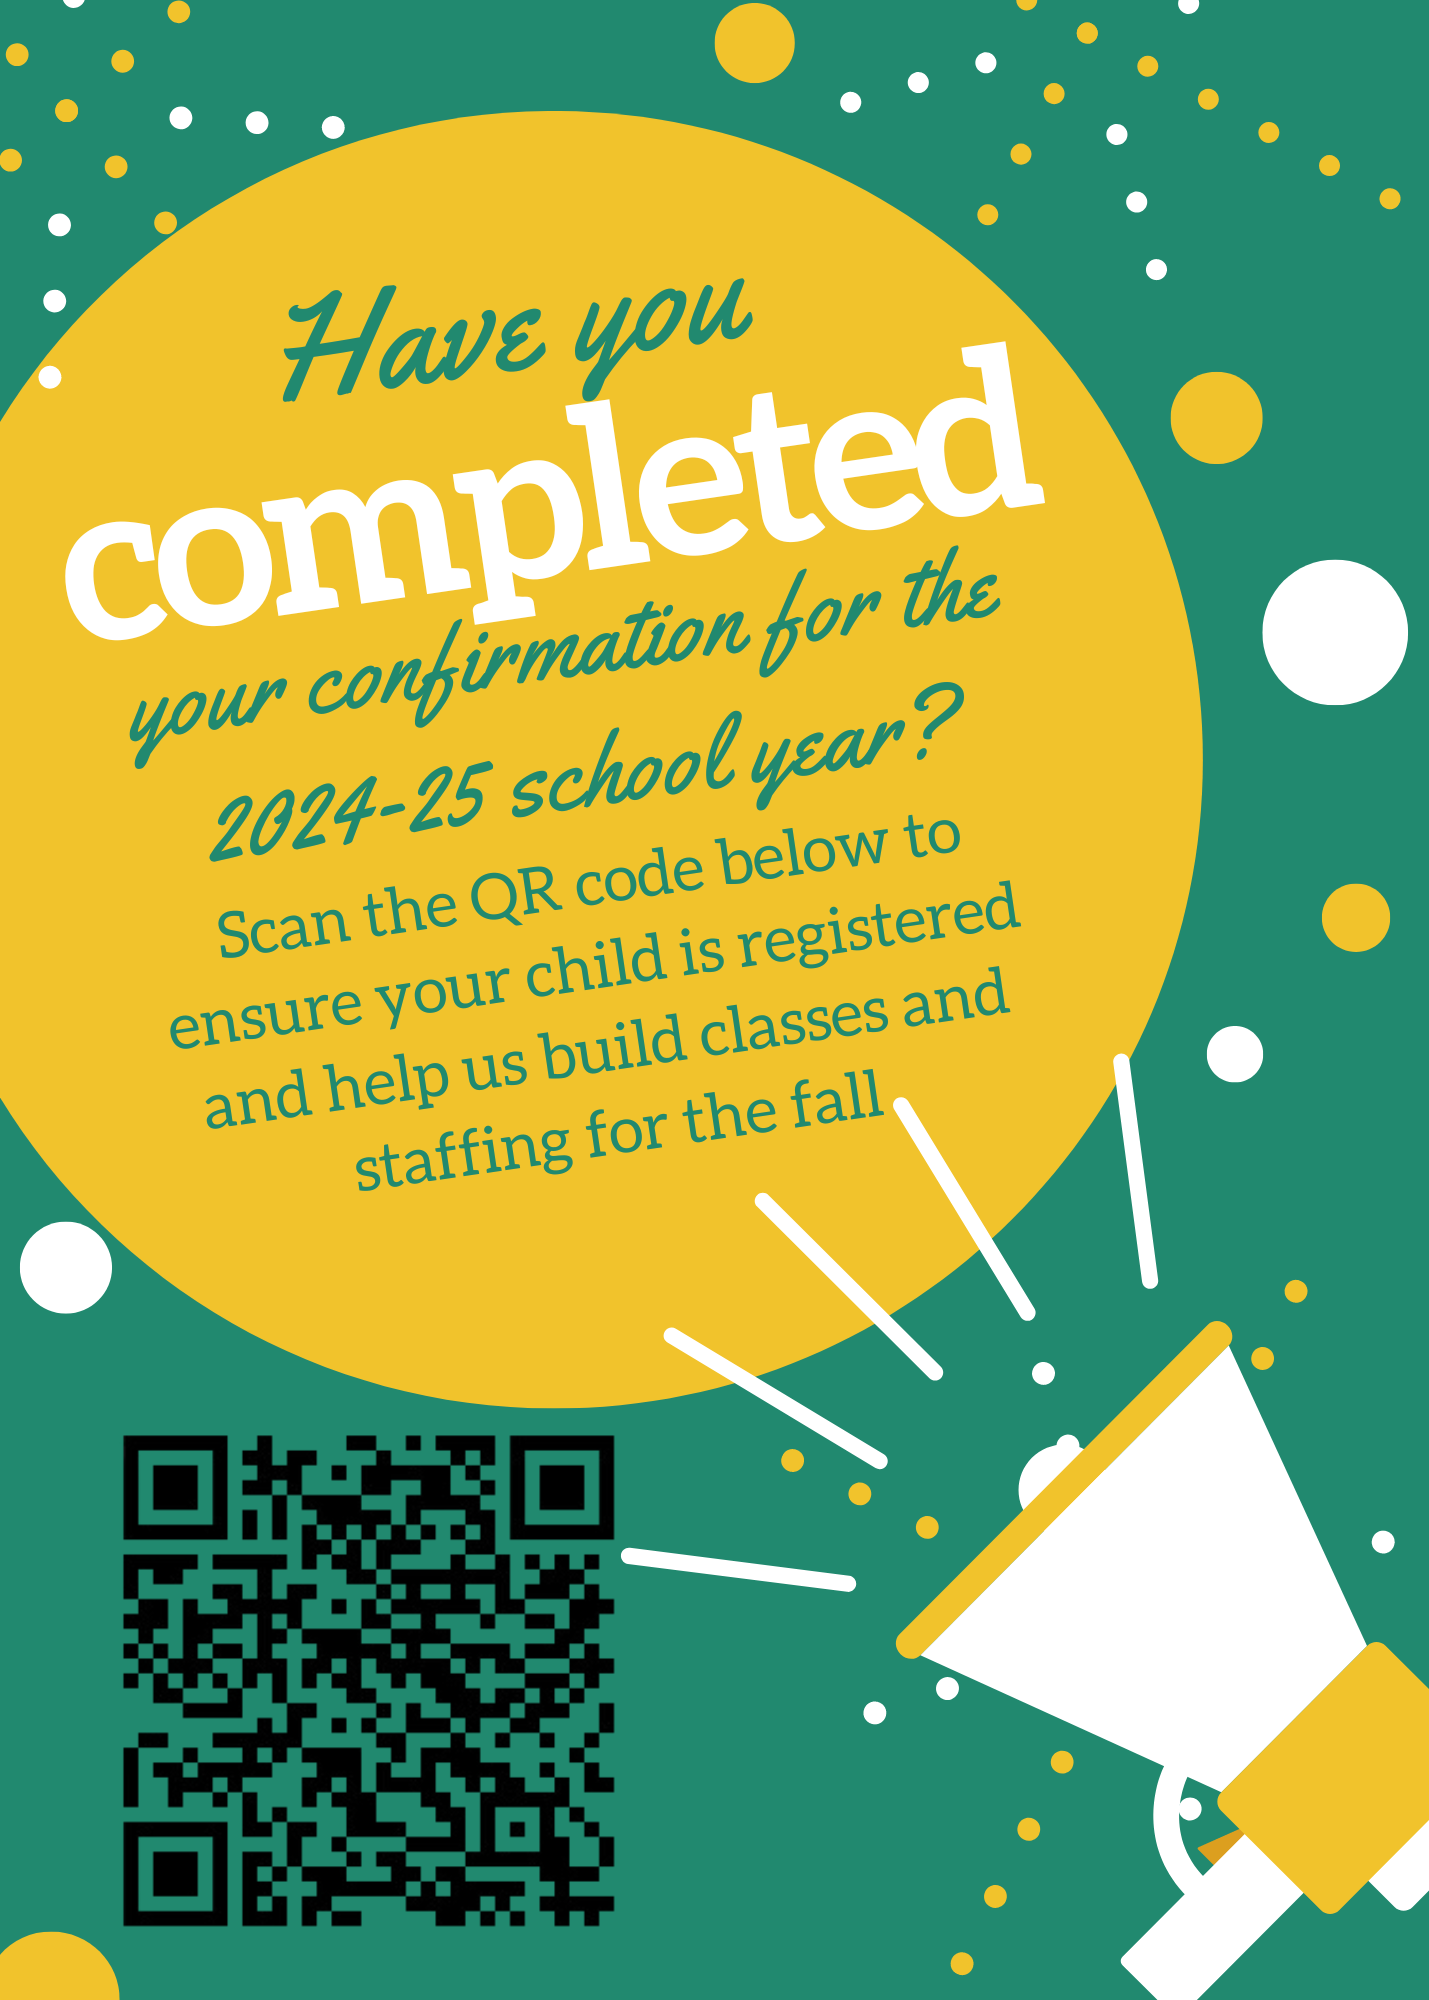 Have you
completed
your confirmation for the
2024-25 school year?
Scan the QR code below to
ensure your child is registered
and help us build classes and
staffing for the fall